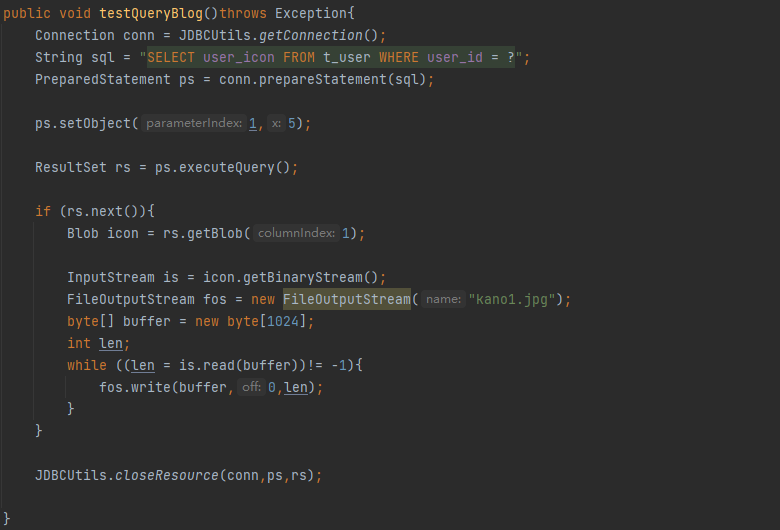 public void testQueryBlog()throws Exception{
Connection conn = JDBCUtils.getConnection();
String sql = "SELECT user_icon FROM t_user WHERE user_id = ?";
PreparedStatement ps = conn.prepareStatement(sql);
ps.setObject( parameterIndex: 1, x: 5);
ResultSet rs = ps.executeQuery();
if (rs.next()){
Blob icon = rs.getBlob( columnIndex: 1);
InputStream is = icon.getBinaryStream();
FileOutputStream fos = new FileOutputStream( name: "kano1.jpg");
byte[] buffer = new byte[1024];
int len;
while ((len = is.read(buffer))!= -1){
fos.write(buffer, off: 0,len);
}
}
JDBCUtils.closeResource(conn,ps,rs);
}